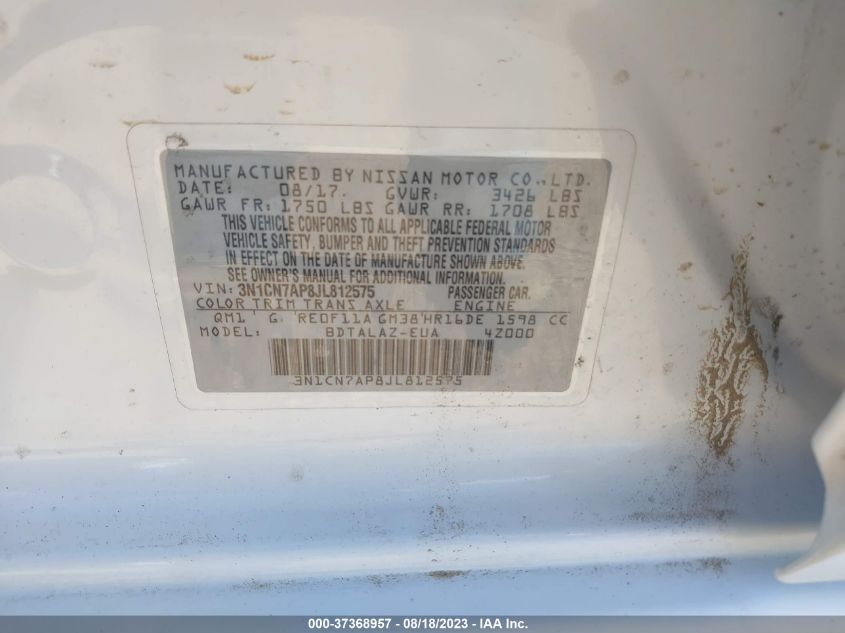 MANUFACTURED BY NISSAN MOTOR CO.,LTD.
DATE: 08/17. GVWR: 3426 LBS
GAWR FR: 1750 LBS GAWR RR: 1708 LBS
THIS VEHICLE CONFORMS TO ALL APPLICABLE FEDERAL MOTOR
VEHICLE SAFETY, BUMPER AND THEFT PREVENTION STANDARDS
IN EFFECT ON THE DATE OF MANUFACTURE SHOWN ABOVE.
SEE OWNER'S MANUAL FOR ADDITIONAL INFORMATION.
VIN: 3N1CN7AP8JL812575 PASSENGER CAR.
COLOR TRIM TRANS AXLE ENGINE
QM1 G RE0F11A GM38 HR16DE 1598 CC
MODEL: BDTALAZ-EUA 4Z000
3N1CN7AP8JL812575
000-37368957 - 08/18/2023 - IAA Inc.